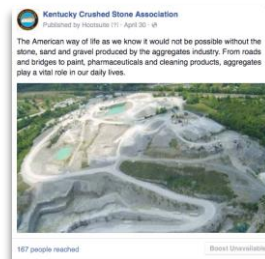 Kentucky Crushed Stone Association
Published by Hootsuite [?] · April 30 ·
The American way of life as we know it would not be possible without the
stone, sand and gravel produced by the aggregates industry. From roads
and bridges to paint, pharmaceuticals and cleaning products, aggregates
play a vital role in our daily lives.
167 people reached
Boost Unavailable